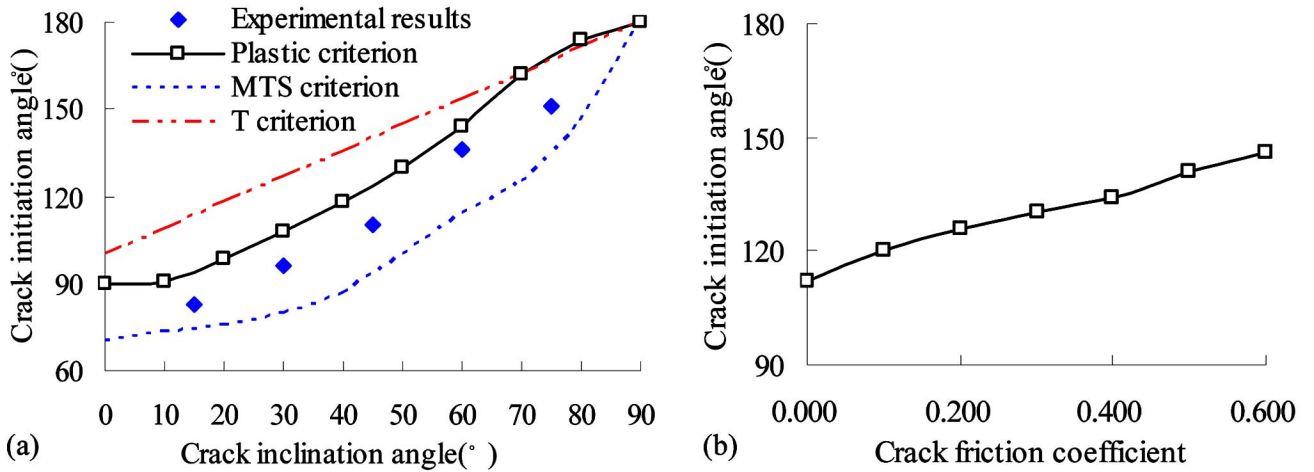 Crack initiation angle(°)
180
150
120
90
60
Experimental results
Plastic criterion
MTS criterion
T criterion
0 10 20 30 40 50 60 70 80 90
Crack inclination angle(°)
(a)
Crack initiation angle(°)
180
150
120
90
0.000 0.200 0.400 0.600
Crack friction coefficient
(b)